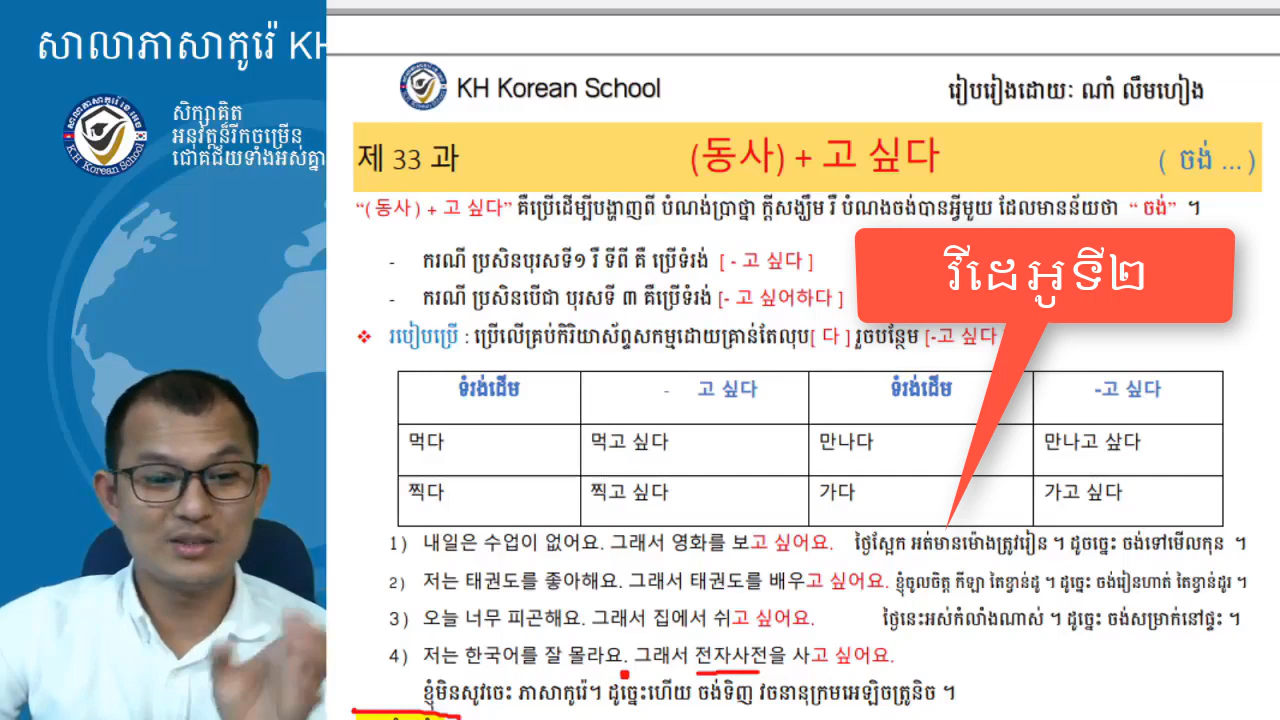 សាលាភាសាកូរ៉េ KH
សិក្សាគិត
អនុវត្តន៏រីកចម្រើន
ជោគជ័យទាំងអស់គ្នា
KH Korean School
រៀបរៀងដោយៈ ណាំ លឹមហៀង
제 33 과 (동사) + 고 싶다 ( ចង់ ... )
“(동사) + 고 싶다” គឺប្រើដើម្បីបង្ហាញពី បំណង់ប្រាថ្នា ក្តីសង្ឃឹម រឺ បំណងចង់បានអ្វីមួយ ដែលមានន័យថា “ ចង់” ។
- ករណី ប្រសិនបុរសទី១ រឺ ទីពី គឺ ប្រើទំរង់ [ - 고 싶다 ]
- ករណី ប្រសិនបើជា បុរសទី ៣ គឺប្រើទំរង់ [- 고 싶어하다 ]
វីដេអូទី២
❖ របៀបប្រើ : ប្រើលើគ្រប់កិរិយាស័ព្ទសកម្មដោយគ្រាន់តែលុប[ 다 ] រួចបន្ថែម [-고 싶다
ទំរង់ដើម - 고 싶다 ទំរង់ដើម -고 싶다
먹다 먹고 싶다 만나다 만나고 샆다
찍다 찍고 싶다 가다 가고 싶다
1) 내일은 수업이 없어요. 그래서 영화를 보고 싶어요. ថ្ងៃស្អែក អត់មានម៉ោងត្រូវរៀន ។ ដូចច្នេះ ចង់ទៅមើលកុន ។
2) 저는 태권도를 좋아해요. 그래서 태권도를 배우고 싶어요. ខ្ញុំចូលចិត្ត កីឡា តៃខ្វាន់ដូ ។ ដូច្នេះ ចង់រៀនហាត់ តៃខ្វាន់ដូរ ។
3) 오늘 너무 피곤해요. 그래서 집에서 쉬고 싶어요. ថ្ងៃនេះអស់កំលាំងណាស់ ។ ដូច្នេះ ចង់សម្រាក់នៅផ្ទះ ។
4) 저는 한국어를 잘 몰라요. 그래서 전자사전을 사고 싶어요.
ខ្ញុំមិនសូវចេះ ភាសាកូរ៉េ។ ដូច្នេះហើយ ចង់ទិញ វចនានុក្រមអេឡិចត្រូនិច ។